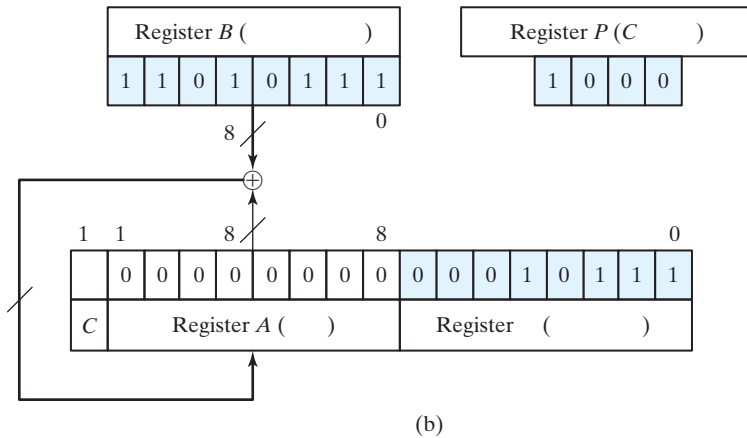 Register B (        )
Register P (C        )
1 1 0 1 0 1 1 1
1 0 0 0
8
0
+
1 1 8 8 0
0 0 0 0 0 0 0 0 0 0 0 1 0 1 1 1
C
Register A (    )
Register    (        )
(b)